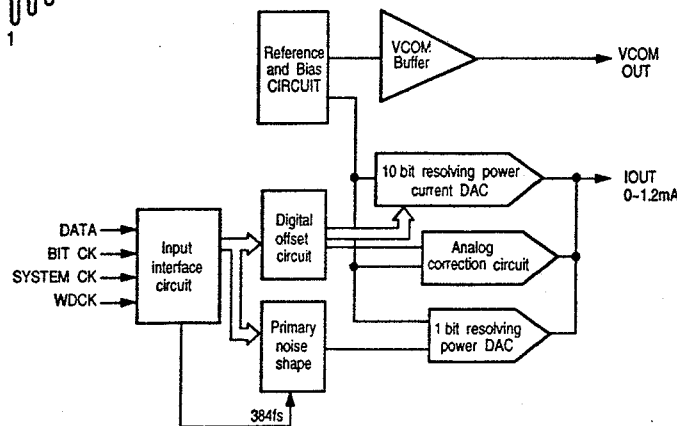 1
Reference
and Bias
CIRCUIT
VCOM
Buffer
VCOM
OUT
10 bit resolving power
current DAC
IOUT
0~1.2mA
DATA
BIT CK
SYSTEM CK
WDCK
Input
interface
circuit
Digital
offset
circuit
Analog
correction circuit
Primary
noise
shape
1 bit resolving
power DAC
384fs